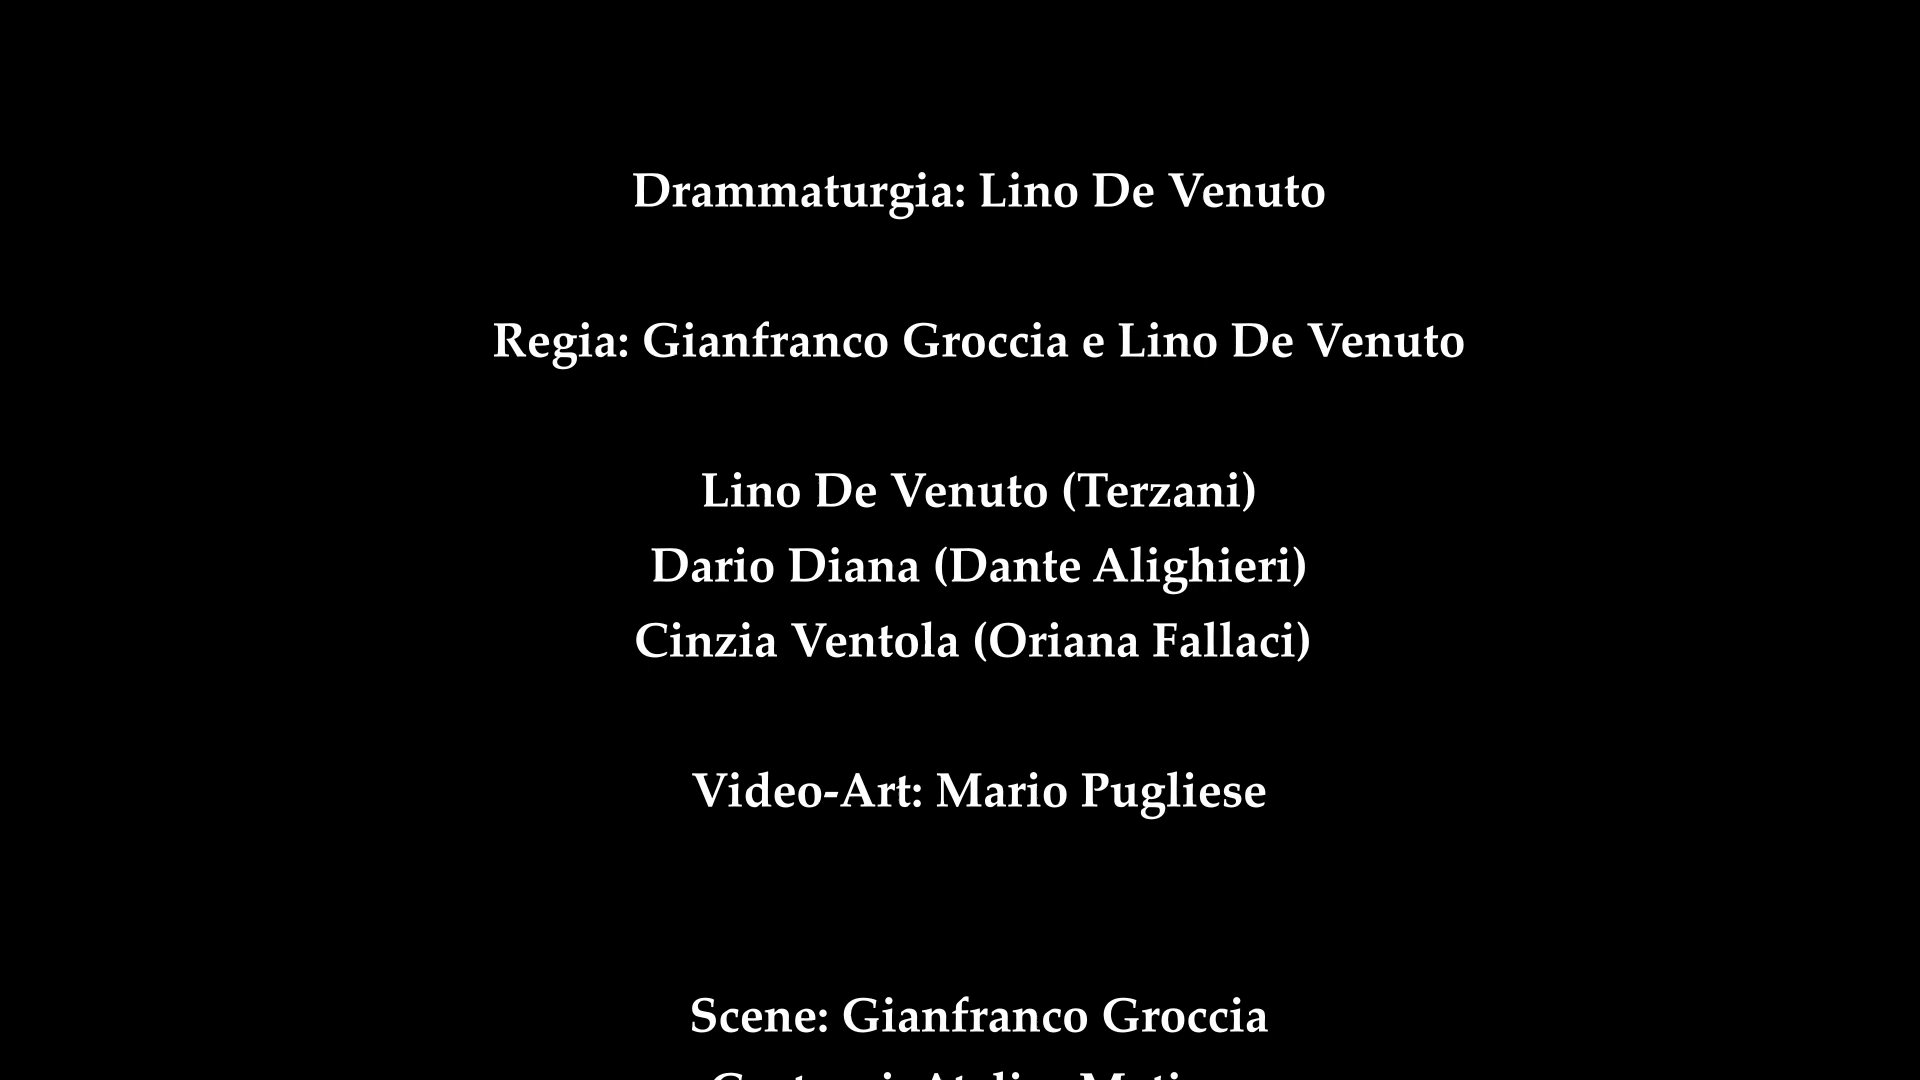 Drammaturgia: Lino De Venuto
Regia: Gianfranco Groccia e Lino De Venuto
Lino De Venuto (Terzani)
Dario Diana (Dante Alighieri)
Cinzia Ventola (Oriana Fallaci)
Video-Art: Mario Pugliese
Scene: Gianfranco Groccia